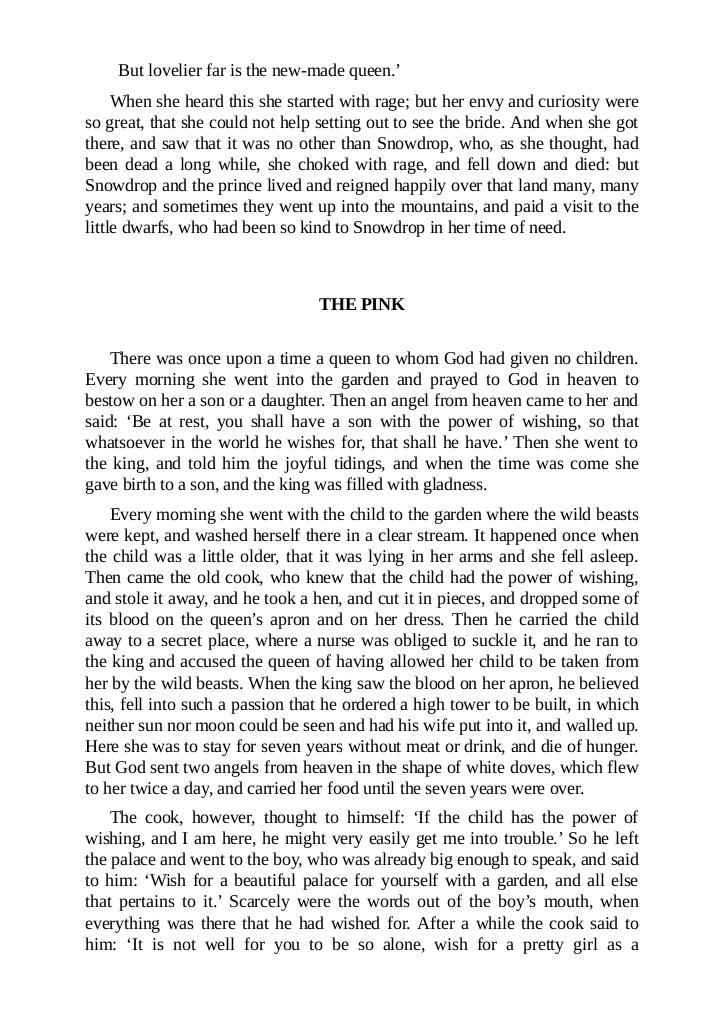 But lovelier far is the new-made queen.’
When she heard this she started with rage; but her envy and curiosity were
so great, that she could not help setting out to see the bride. And when she got
there, and saw that it was no other than Snowdrop, who, as she thought, had
been dead a long while, she choked with rage, and fell down and died: but
Snowdrop and the prince lived and reigned happily over that land many, many
years; and sometimes they went up into the mountains, and paid a visit to the
little dwarfs, who had been so kind to Snowdrop in her time of need.
THE PINK
There was once upon a time a queen to whom God had given no children.
Every morning she went into the garden and prayed to God in heaven to
bestow on her a son or a daughter. Then an angel from heaven came to her and
said: ‘Be at rest, you shall have a son with the power of wishing, so that
whatsoever in the world he wishes for, that shall he have.’ Then she went to
the king, and told him the joyful tidings, and when the time was come she
gave birth to a son, and the king was filled with gladness.
Every morning she went with the child to the garden where the wild beasts
were kept, and washed herself there in a clear stream. It happened once when
the child was a little older, that it was lying in her arms and she fell asleep.
Then came the old cook, who knew that the child had the power of wishing,
and stole it away, and he took a hen, and cut it in pieces, and dropped some of
its blood on the queen’s apron and on her dress. Then he carried the child
away to a secret place, where a nurse was obliged to suckle it, and he ran to
the king and accused the queen of having allowed her child to be taken from
her by the wild beasts. When the king saw the blood on her apron, he believed
this, fell into such a passion that he ordered a high tower to be built, in which
neither sun nor moon could be seen and had his wife put into it, and walled up.
Here she was to stay for seven years without meat or drink, and die of hunger.
But God sent two angels from heaven in the shape of white doves, which flew
to her twice a day, and carried her food until the seven years were over.
The cook, however, thought to himself: ‘If the child has the power of
wishing, and I am here, he might very easily get me into trouble.’ So he left
the palace and went to the boy, who was already big enough to speak, and said
to him: ‘Wish for a beautiful palace for yourself with a garden, and all else
that pertains to it.’ Scarcely were the words out of the boy’s mouth, when
everything was there that he had wished for. After a while the cook said to
him: ‘It is not well for you to be so alone, wish for a pretty girl as a